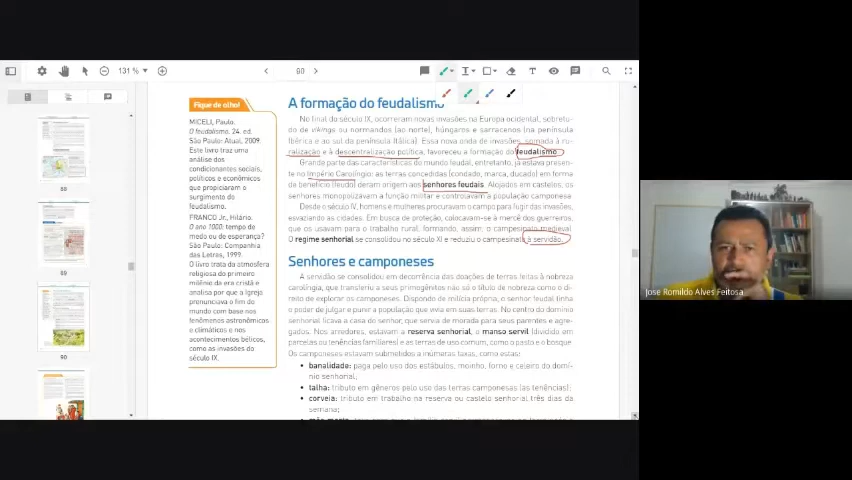 131 %
90
Fique de olho!
MICELI, Paulo.
O feudalismo. 24. ed.
São Paulo: Atual, 2009.
Este livro traz uma
análise dos
condicionantes sociais,
políticos e econômicos
que propiciaram o
surgimento do
feudalismo.
FRANCO Jr., Hilário.
O ano 1000: tempo de
medo ou de esperança?
São Paulo: Companhia
das Letras, 1999.
O livro trata da atmosfera
religiosa do primeiro
milênio da era cristã e
analisa por que a Igreja
prenunciava o fim do
mundo com base nos
fenômenos astronômicos
e climáticos e nos
acontecimentos bélicos,
como as invasões do
século IX.
A formação do feudalismo
No final do século IX, ocorreram novas invasões na Europa ocidental, sobretu-
do de vikings ou normandos (ao norte), húngaros e sarracenos (na península
Ibérica e ao sul da península Itálica). Essa nova onda de invasões, somada à ru-
ralização e à descentralização política, favoreceu a formação do feudalismo.
Grande parte das características do mundo feudal, entretanto, já estava presen-
te no Império Carolíngio: as terras concedidas (condado, marca, ducado) em forma
de benefício (feudo) deram origem aos senhores feudais. Alojados em castelos, os
senhores monopolizavam a função militar e controlavam a população camponesa.
Desde o século IV, homens e mulheres procuravam o campo para fugir das invasões,
esvaziando as cidades. Em busca de proteção, colocavam-se à mercê dos guerreiros,
que os usavam para o trabalho rural, formando, assim, o campesinato medieval.
O regime senhorial se consolidou no século XI e reduziu o campesinato à servidão.
Senhores e camponeses
A servidão se consolidou em decorrência das doações de terras feitas à nobreza
carolíngia, que transferiu a seus primogênitos não só o título de nobreza como o di-
reito de explorar os camponeses. Dispondo de milícia própria, o senhor feudal tinha
o poder de julgar e punir a população que vivia em suas terras. No centro do domínio
senhorial ficava a casa do senhor, que servia de morada para seus parentes e agre-
gados. Nos arredores, estavam a reserva senhorial, o manso servil (dividido em
parcelas ou tenências familiares) e as terras de uso comum, como o pasto e o bosque.
Os camponeses estavam submetidos a inúmeras taxas, como estas:
• banalidade: paga pelo uso dos estábulos, moinho, forno e celeiro do domí-
nio senhorial;
• talha: tributo em gêneros pelo uso das terras camponesas (as tenências);
• corveia: tributo em trabalho na reserva ou castelo senhorial três dias da
semana;
88
89
90
Jose Romildo Alves Feitosa